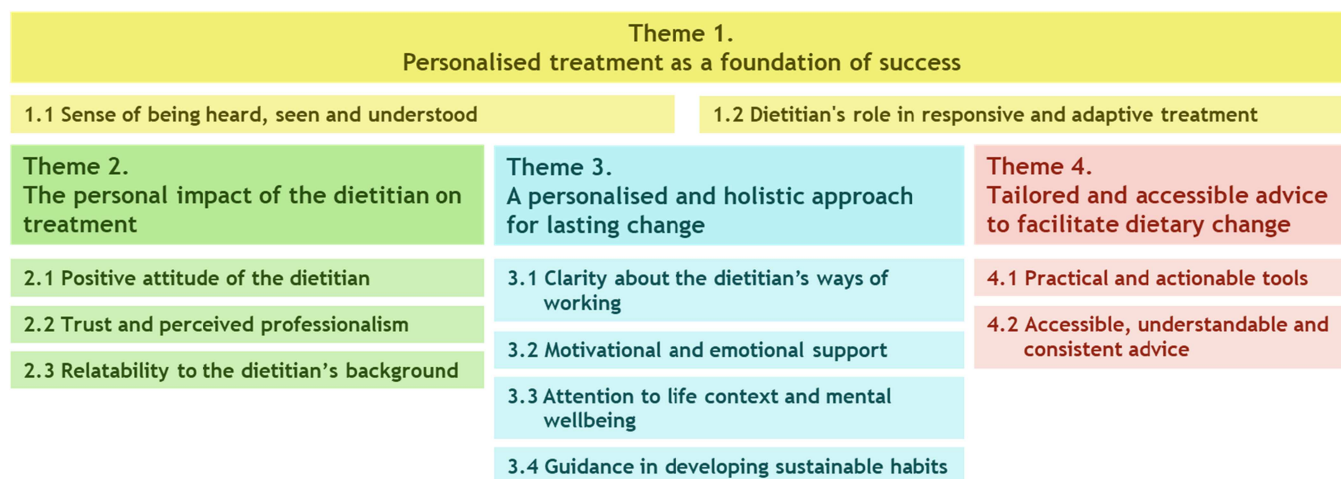 Theme 1.
Personalised treatment as a foundation of success
1.1 Sense of being heard, seen and understood
1.2 Dietitian's role in responsive and adaptive treatment
Theme 2.
The personal impact of the dietitian on
treatment
2.1 Positive attitude of the dietitian
2.2 Trust and perceived professionalism
2.3 Relatability to the dietitian’s background
Theme 3.
A personalised and holistic approach
for lasting change
3.1 Clarity about the dietitian’s ways of
working
3.2 Motivational and emotional support
3.3 Attention to life context and mental
wellbeing
3.4 Guidance in developing sustainable habits
Theme 4.
Tailored and accessible advice
to facilitate dietary change
4.1 Practical and actionable tools
4.2 Accessible, understandable and
consistent advice